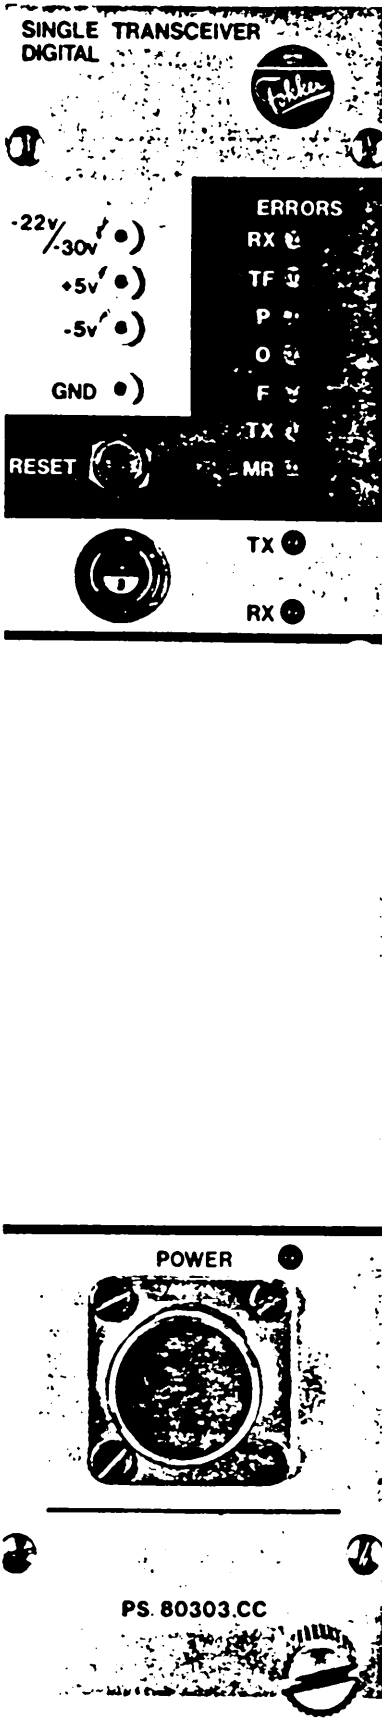 SINGLE TRANSCEIVER
DIGITAL
Fokker
ERRORS
-22v/-30v
+5v
-5v
GND
RX
TF
P
O
F
TX
MR
RESET
TX
RX
POWER
PS. 80303.CC